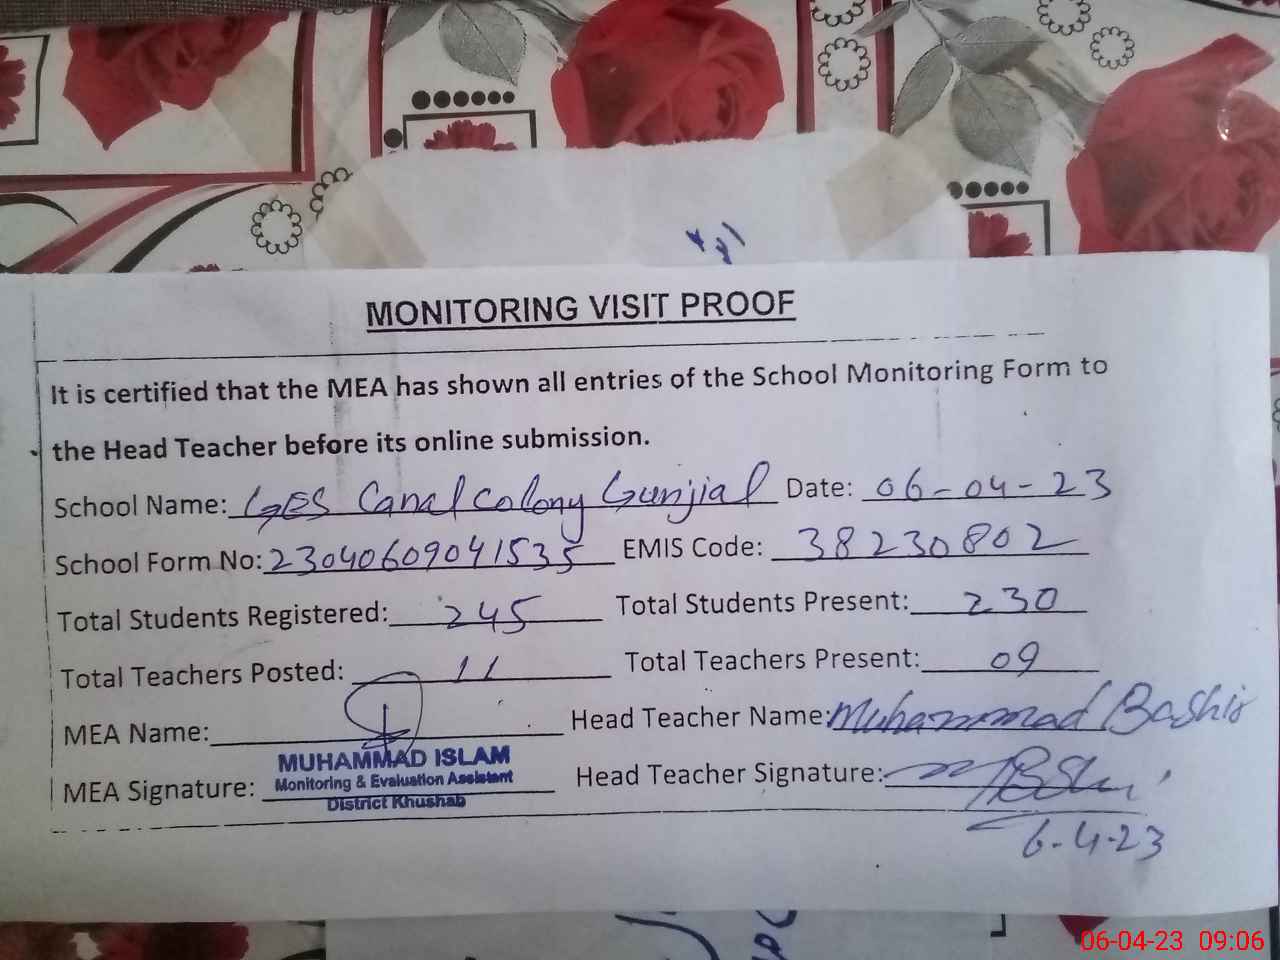 MONITORING VISIT PROOF
It is certified that the MEA has shown all entries of the School Monitoring Form to
the Head Teacher before its online submission.
School Name: GES Canal Colony Gunjial Date: 06-04-23
School Form No: 23040609041535 EMIS Code: 38230802
Total Students Registered: 245 Total Students Present: 230
Total Teachers Posted: 11 Total Teachers Present: 09
MEA Name: Head Teacher Name: Muhammad Bashir
MUHAMMAD ISLAM
Monitoring & Evaluation Assistant
District Khushab
MEA Signature: Head Teacher Signature:
6-4-23
06-04-23 09:06